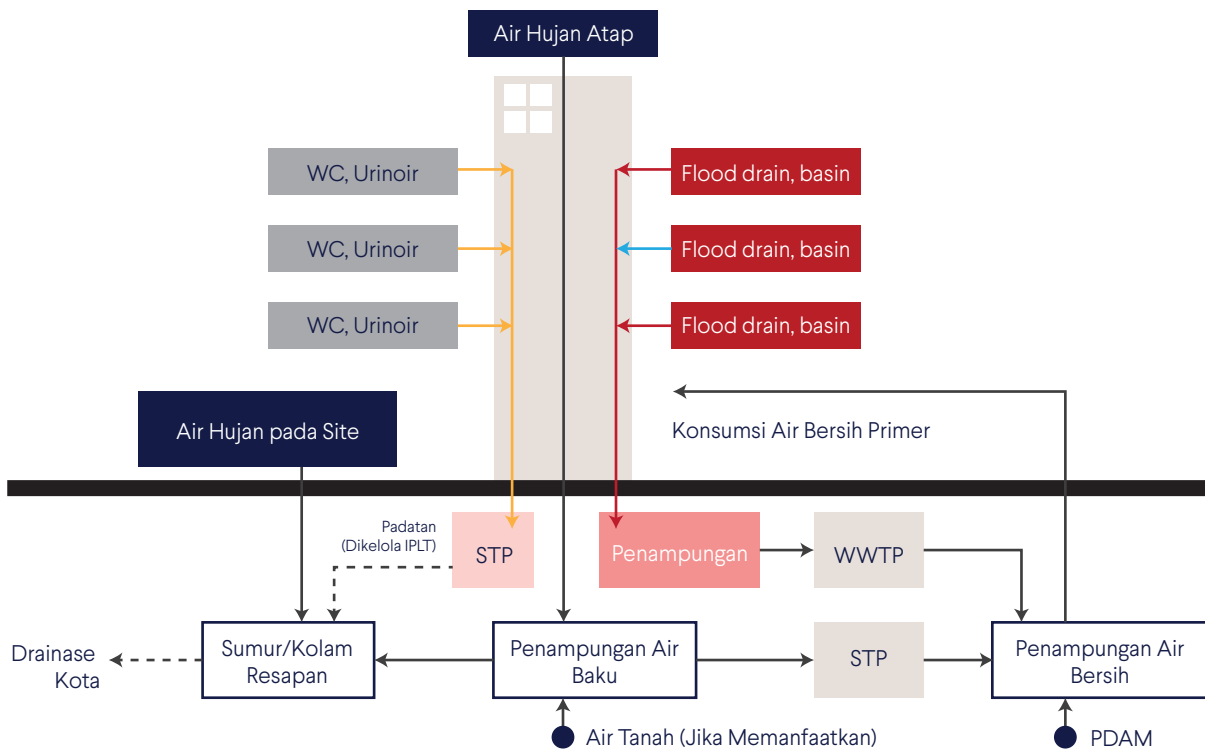 Air Hujan Atap
WC, Urinoir
Flood drain, basin
WC, Urinoir
Flood drain, basin
WC, Urinoir
Flood drain, basin
Air Hujan pada Site
Konsumsi Air Bersih Primer
Padatan
(Dikelola IPLT)
STP
Penampungan
WWTP
Drainase
Kota
Sumur/Kolam
Resapan
Penampungan Air
Baku
STP
Penampungan Air
Bersih
Air Tanah (Jika Memanfaatkan)
PDAM